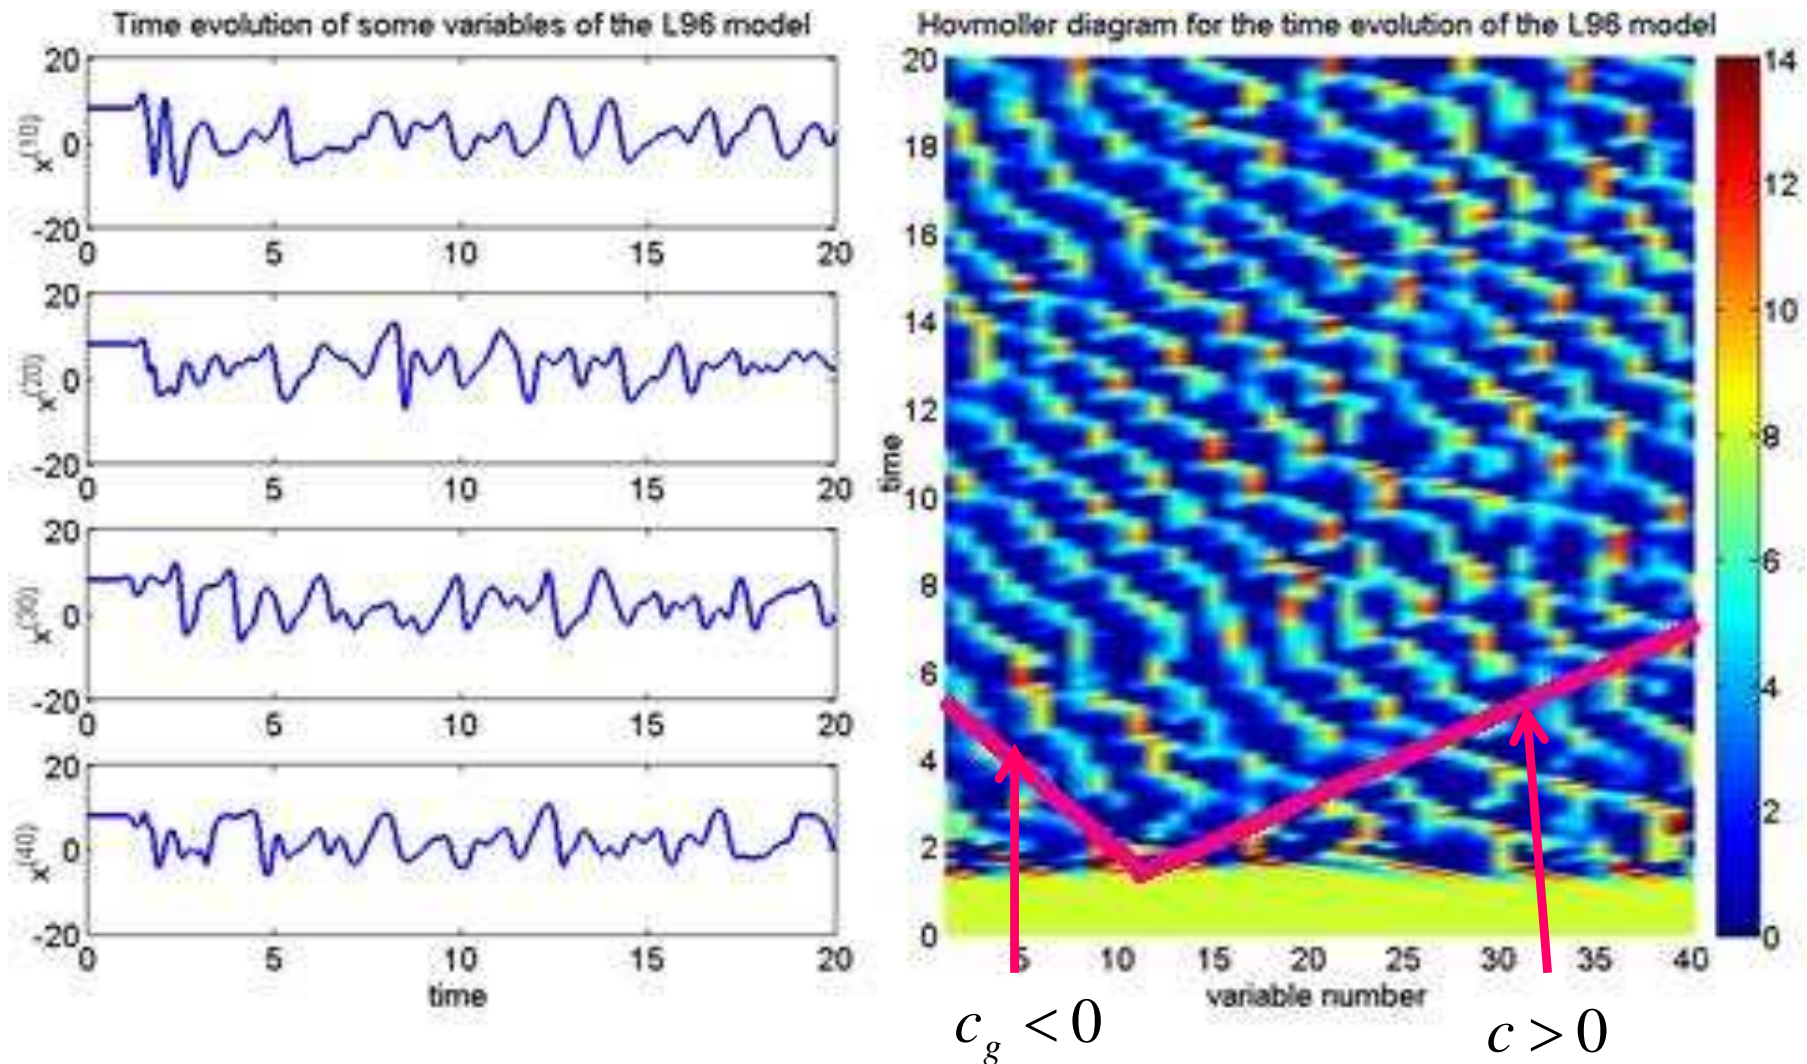 Time evolution of some variables of the L96 model
20
0
-20
x(10)
0 5 10 15 20
20
0
-20
x(20)
0 5 10 15 20
20
0
-20
x(30)
0 5 10 15 20
20
0
-20
x(40)
0 5 10 15 20
time
Hovmoller diagram for the time evolution of the L96 model
20
18
16
14
12
10
8
6
4
2
0
time
5 10 15 20 25 30 35 40
variable number
14
12
10
8
6
4
2
0
c_g < 0
c > 0